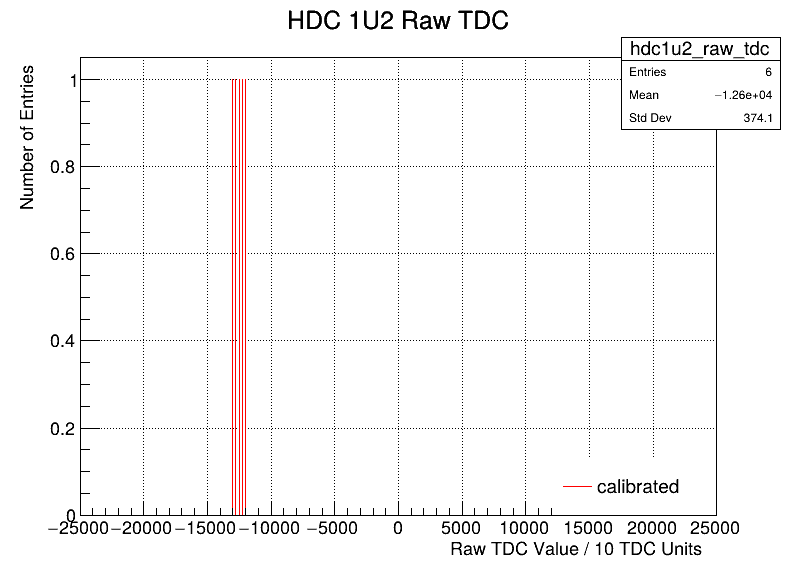 HDC 1U2 Raw TDC
hdc1u2_raw_tdc
Entries 6
Mean −1.26e+04
Std Dev 374.1
Number of Entries
1
0.8
0.6
0.4
0.2
0
−25000 −20000 −15000 −10000 −5000 0 5000 10000 15000 20000 25000
calibrated
Raw TDC Value / 10 TDC Units